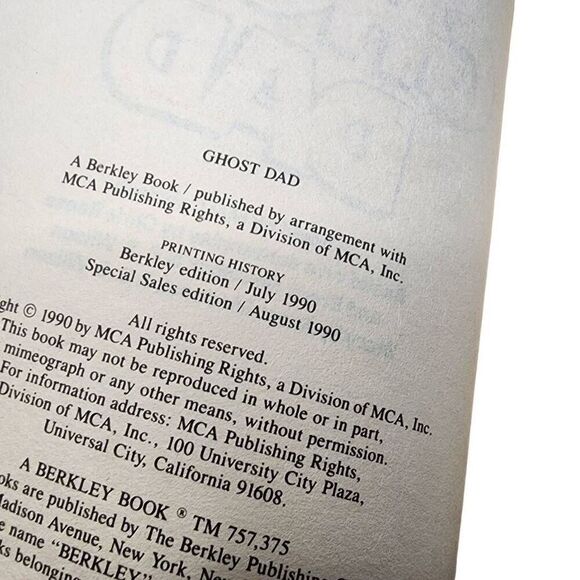 GHOST DAD
A Berkley Book / published by arrangement with
MCA Publishing Rights, a Division of MCA, Inc.
PRINTING HISTORY
Berkley edition / July 1990
Special Sales edition / August 1990
All rights reserved.
ght © 1990 by MCA Publishing Rights, a Division of MCA, Inc.
This book may not be reproduced in whole or in part,
mimeograph or any other means, without permission.
For information address: MCA Publishing Rights,
Division of MCA, Inc., 100 University City Plaza,
Universal City, California 91608.
A BERKLEY BOOK ® TM 757,375
oks are published by The Berkley Publishing
Madison Avenue, New York, New
e name "BERKLEY"
ks belonging